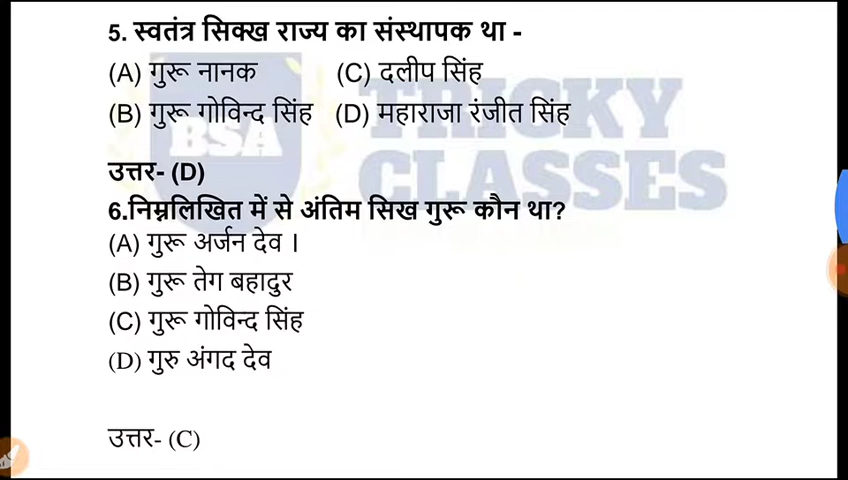 5. स्वतंत्र सिक्ख राज्य का संस्थापक था -
(A) गुरू नानक (C) दलीप सिंह
(B) गुरू गोविन्द सिंह (D) महाराजा रंजीत सिंह
उत्तर- (D)
6.निम्नलिखित में से अंतिम सिख गुरू कौन था?
(A) गुरू अर्जन देव ।
(B) गुरू तेग बहादुर
(C) गुरू गोविन्द सिंह
(D) गुरु अंगद देव
उत्तर- (C)
BSA
TRICKY
CLASSES